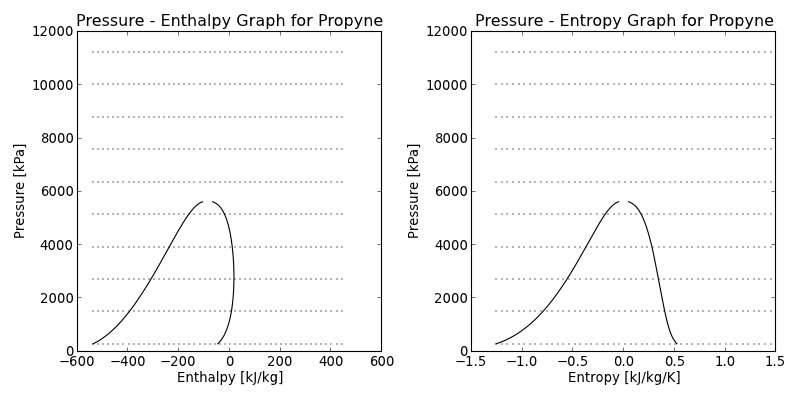 Pressure - Enthalpy Graph for Propyne
12000
10000
8000
6000
4000
2000
0
Pressure [kPa]
−600 −400 −200 0 200 400 600
Enthalpy [kJ/kg]
Pressure - Entropy Graph for Propyne
12000
10000
8000
6000
4000
2000
0
Pressure [kPa]
−1.5 −1.0 −0.5 0.0 0.5 1.0 1.5
Entropy [kJ/kg/K]